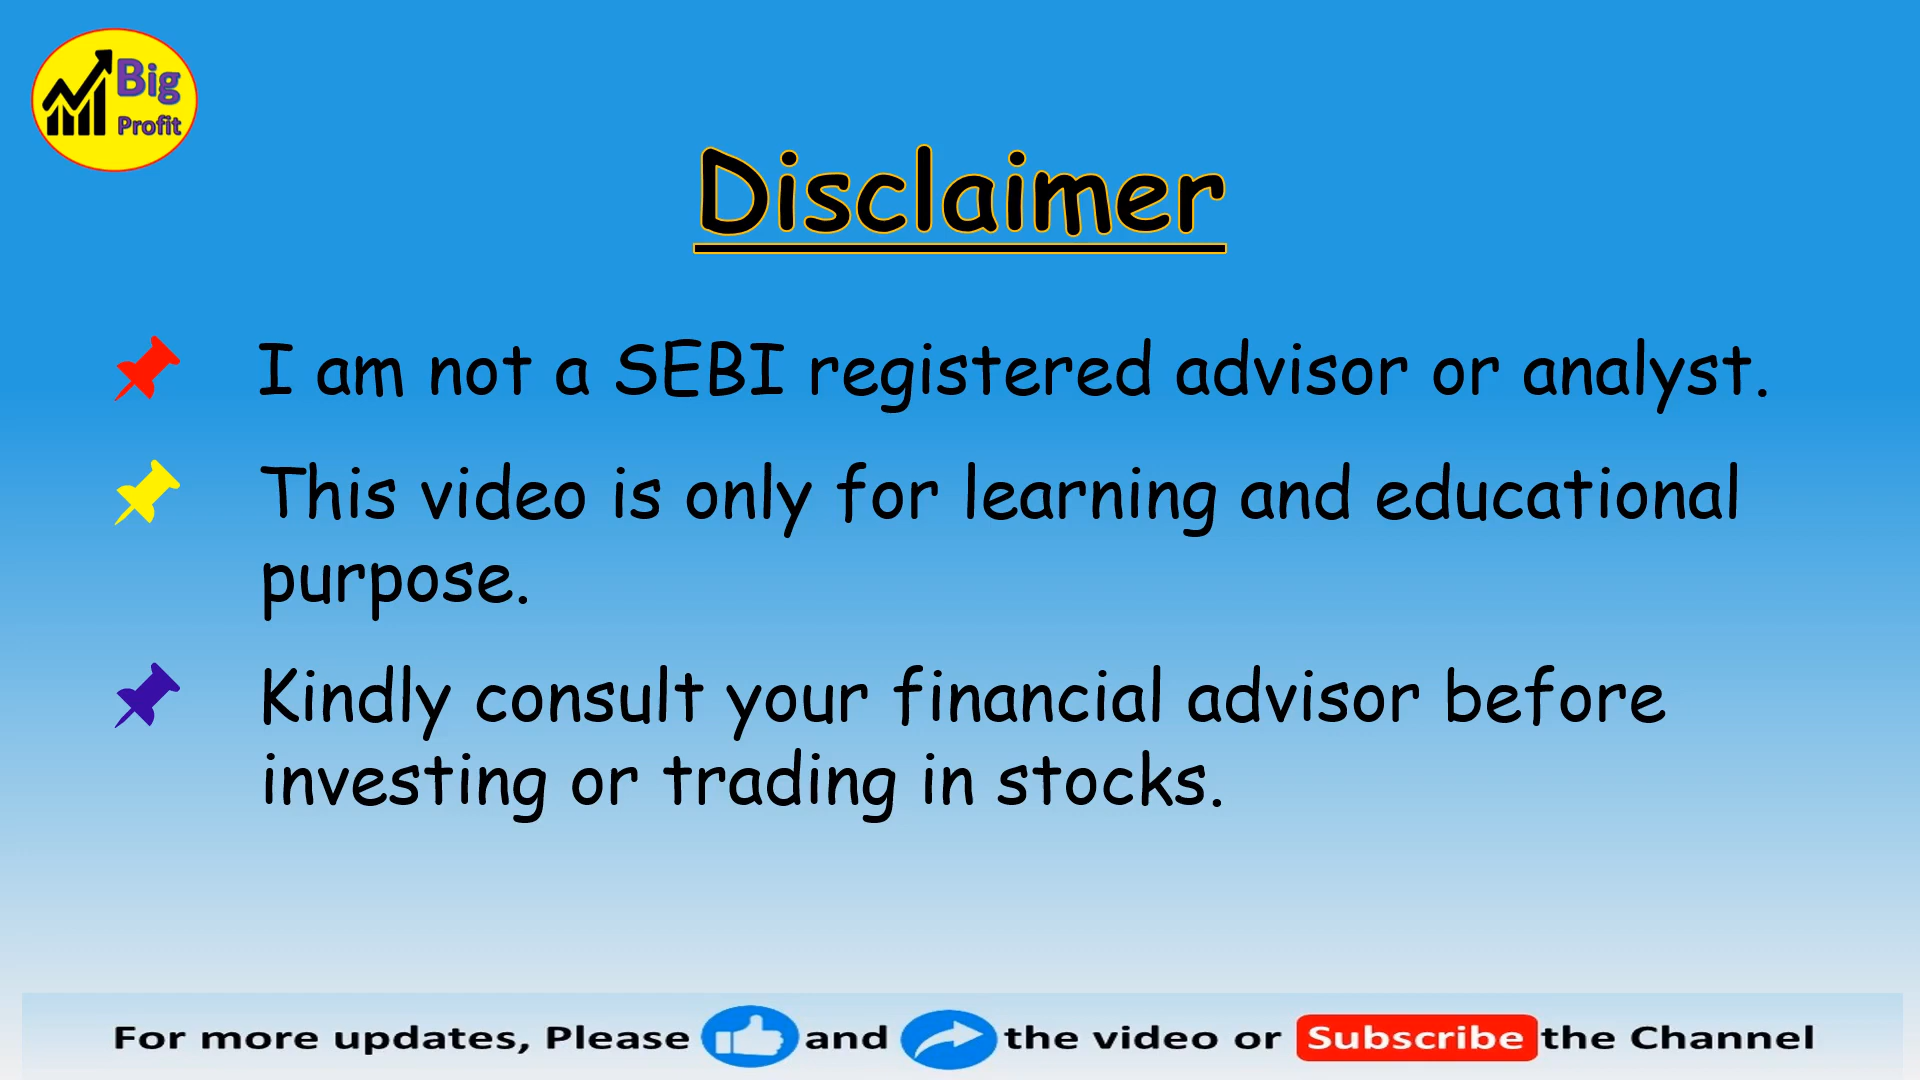 Big
Profit
Disclaimer
I am not a SEBI registered advisor or analyst.
This video is only for learning and educational
purpose.
Kindly consult your financial advisor before
investing or trading in stocks.
For more updates, Please and the video or Subscribe the Channel